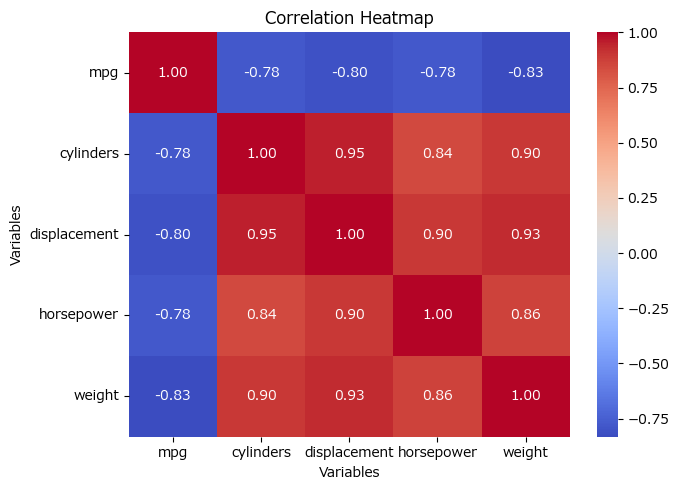 Correlation Heatmap
mpg 1.00 -0.78 -0.80 -0.78 -0.83
cylinders -0.78 1.00 0.95 0.84 0.90
displacement -0.80 0.95 1.00 0.90 0.93
horsepower -0.78 0.84 0.90 1.00 0.86
weight -0.83 0.90 0.93 0.86 1.00
mpg cylinders displacement horsepower weight
Variables
Variables
1.00
0.75
0.50
0.25
0.00
−0.25
−0.50
−0.75